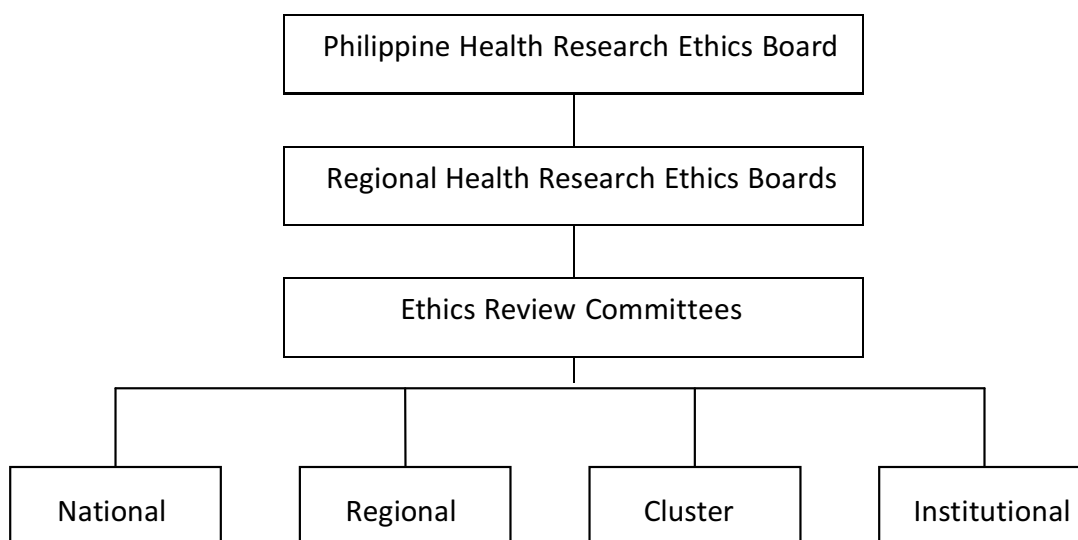 Philippine Health Research Ethics Board
Regional Health Research Ethics Boards
Ethics Review Committees
National
Regional
Cluster
Institutional